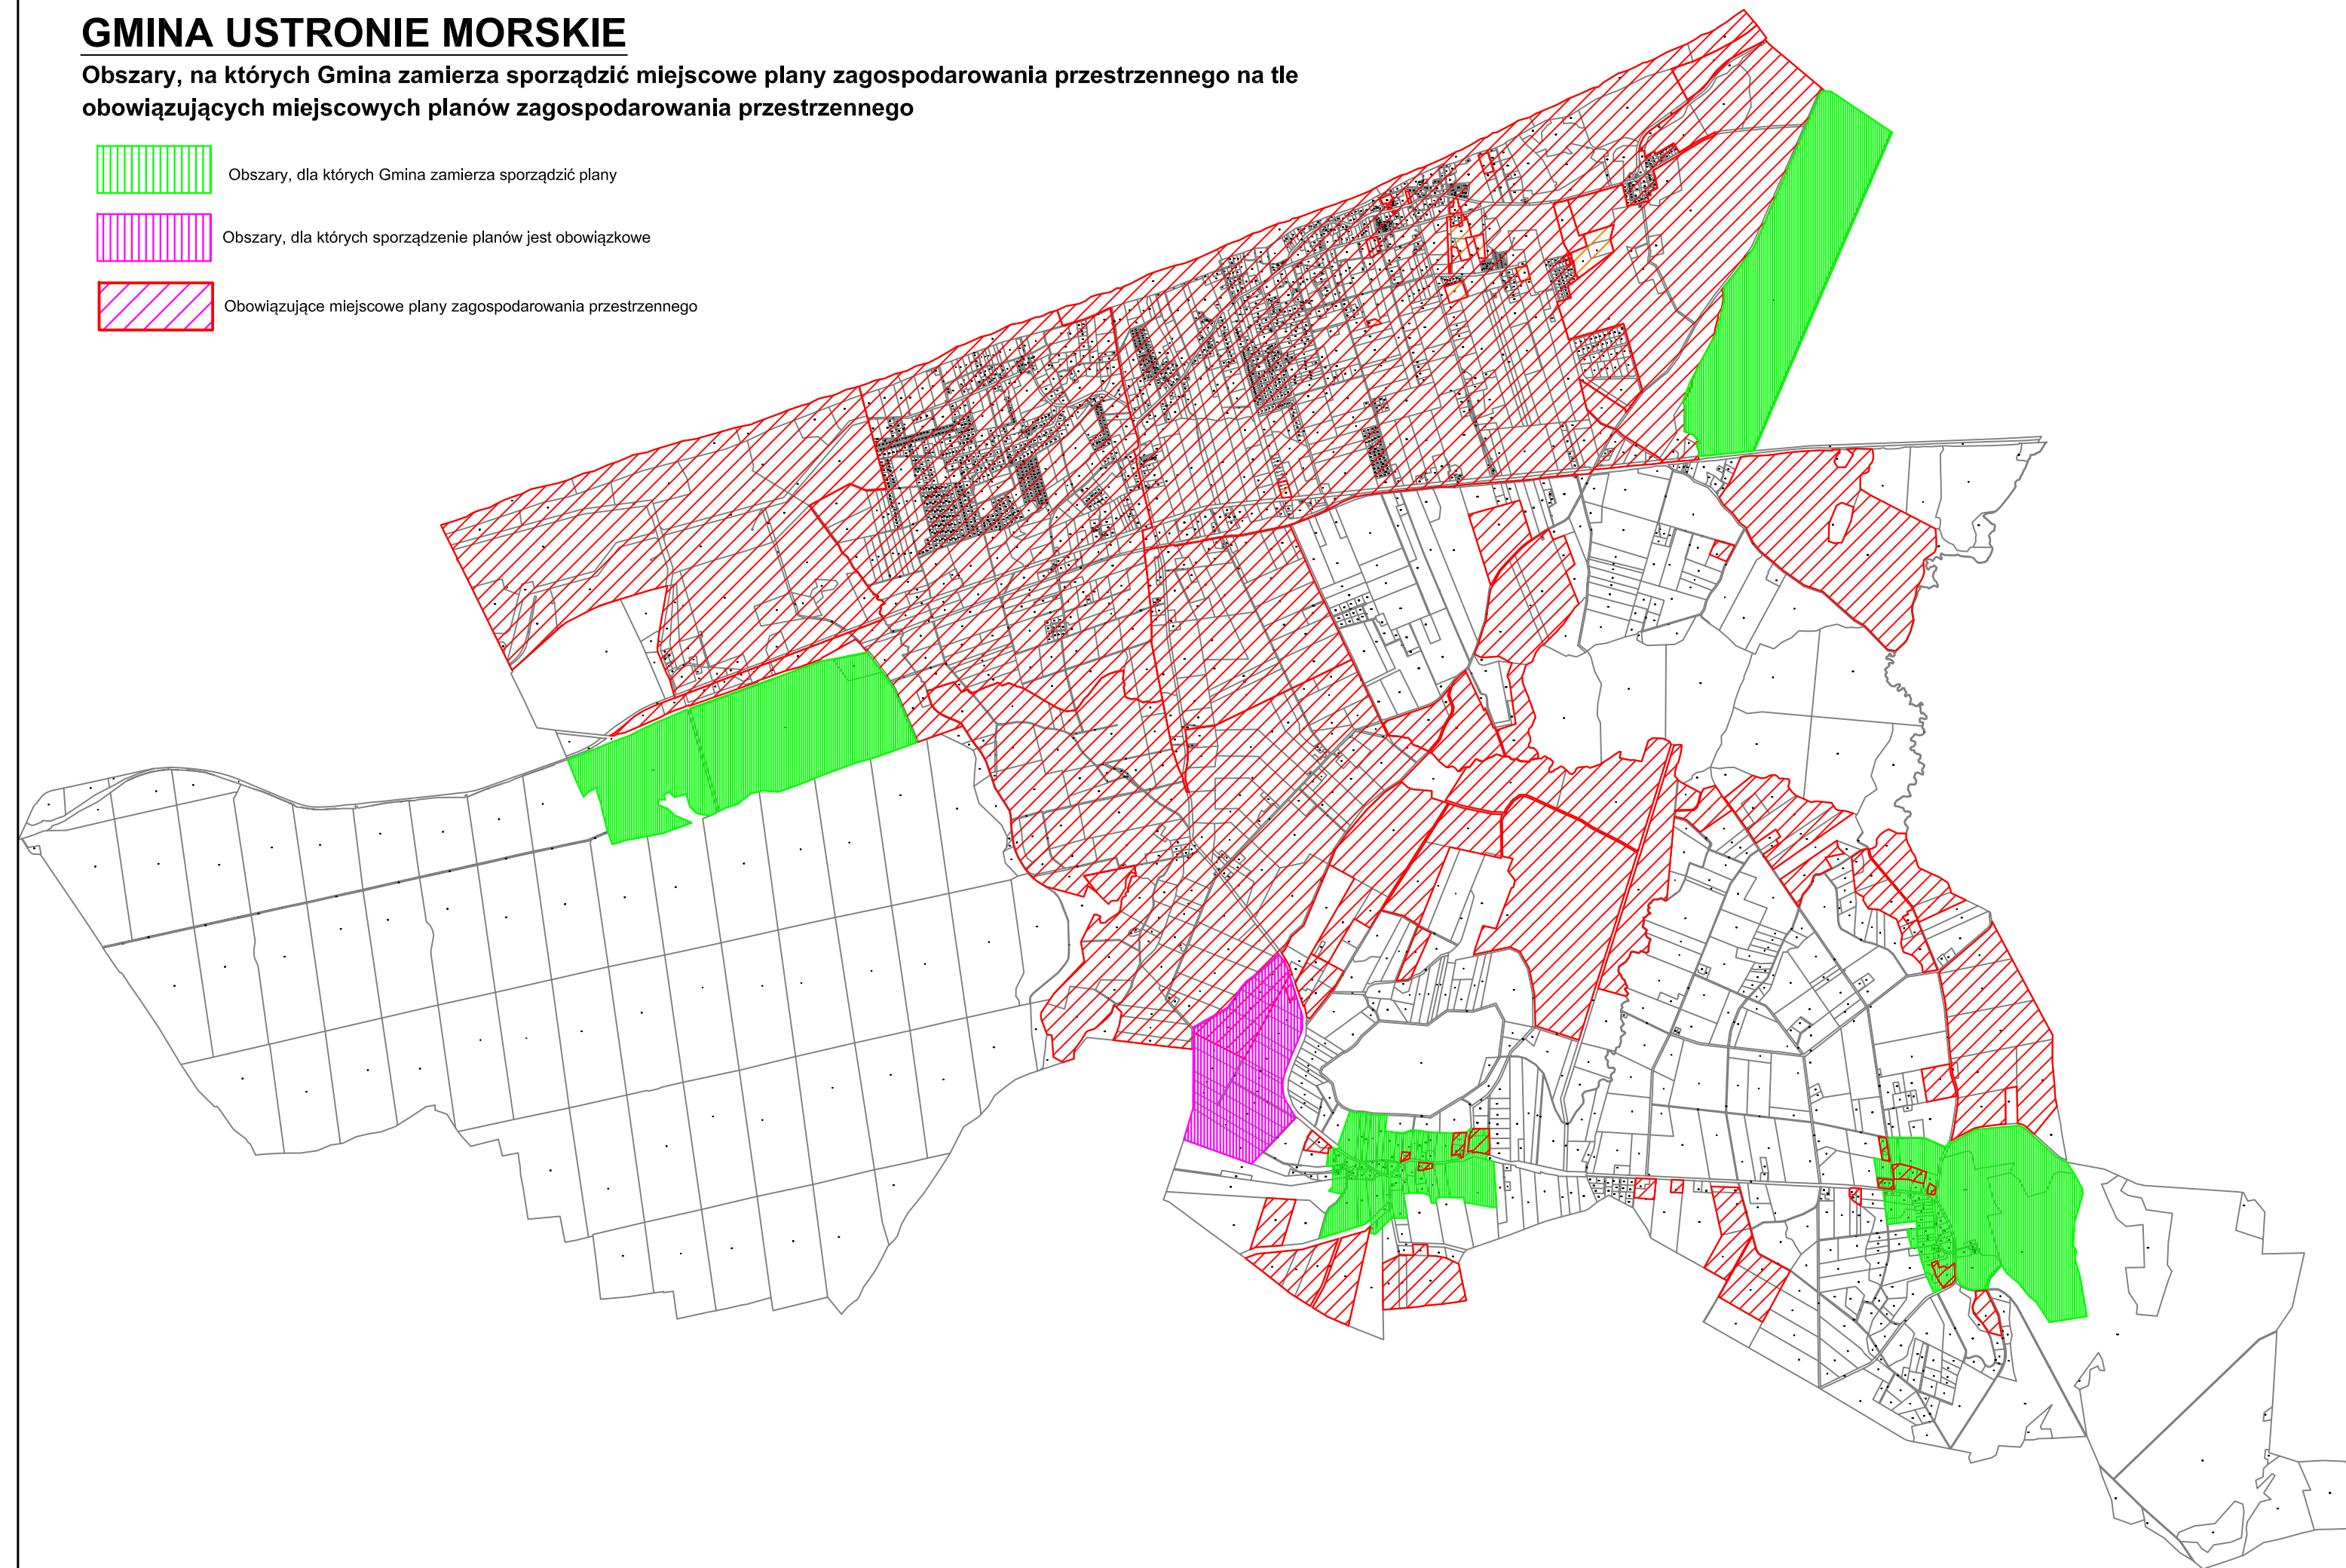 GMINA USTRONIE MORSKIE
Obszary, na których Gmina zamierza sporządzić miejscowe plany zagospodarowania przestrzennego na tle
obowiązujących miejscowych planów zagospodarowania przestrzennego
Obszary, dla których Gmina zamierza sporządzić plany
Obszary, dla których sporządzenie planów jest obowiązkowe
Obowiązujące miejscowe plany zagospodarowania przestrzennego